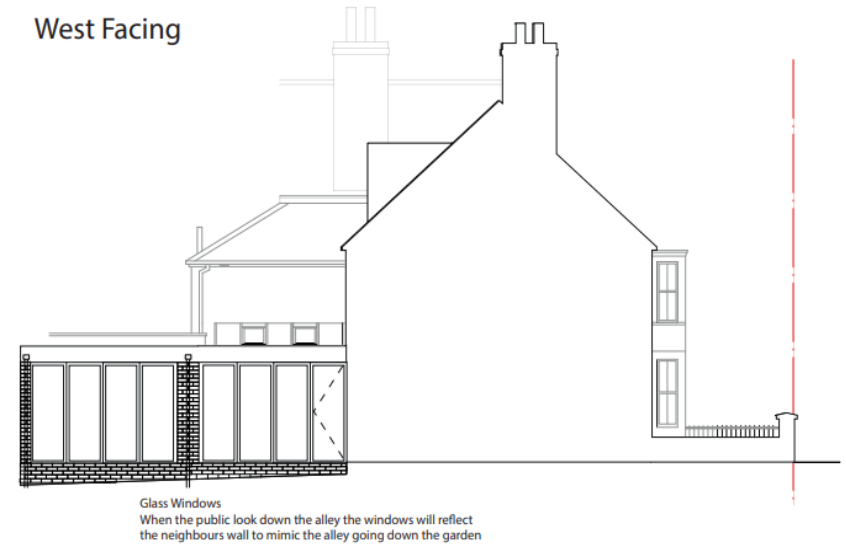 West Facing
Glass Windows
When the public look down the alley the windows will reflect
the neighbours wall to mimic the alley going down the garden